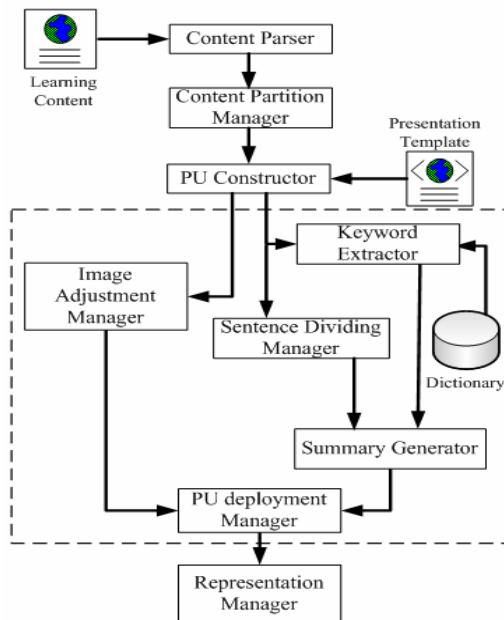 Content Parser
Learning
Content
Content Partition
Manager
Presentation
Template
PU Constructor
Keyword
Extractor
Image
Adjustment
Manager
Sentence Dividing
Manager
Dictionary
Summary Generator
PU deployment
Manager
Representation
Manager